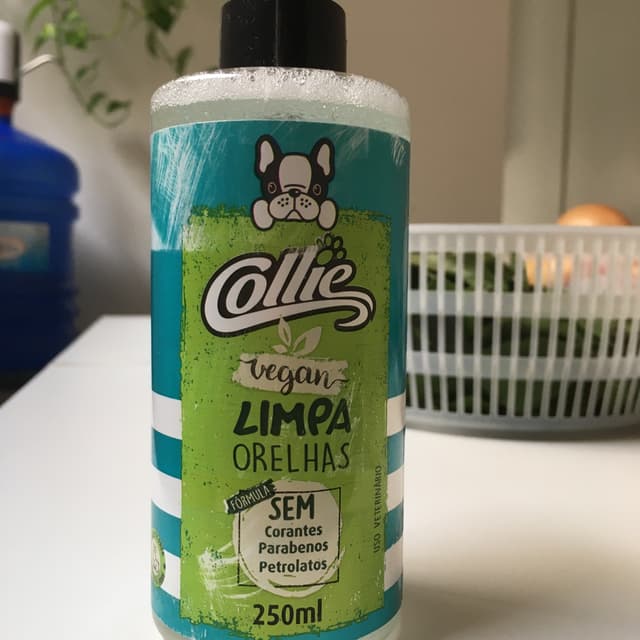 Collie
vegan
LIMPA
ORELHAS
FÓRMULA
SEM
Corantes
Parabenos
Petrolatos
USO VETERINÁRIO
250ml